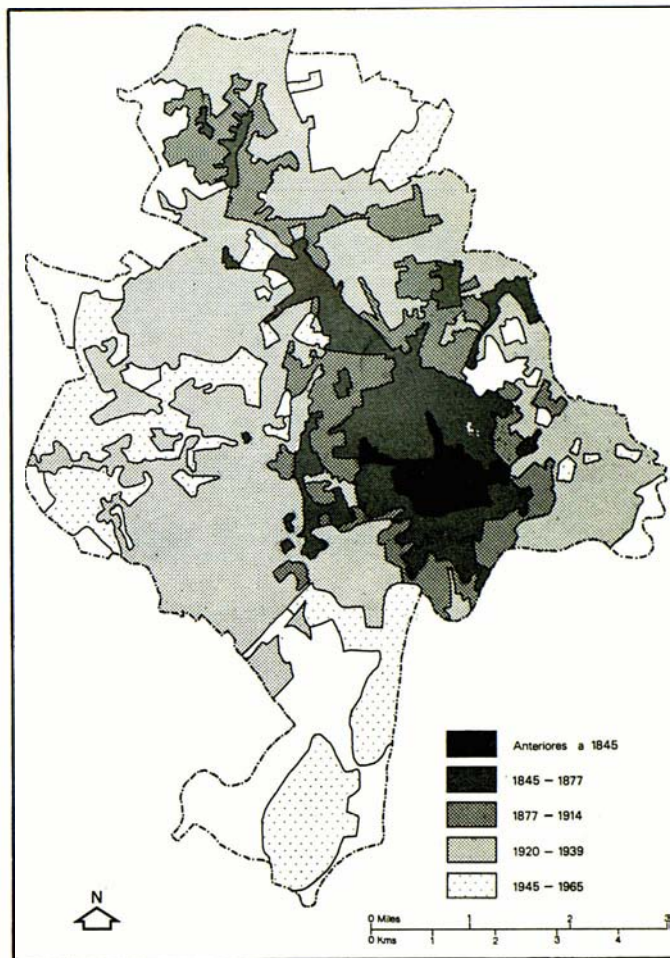 Anteriores a 1845
1845 – 1877
1877 – 1914
1920 – 1939
1945 – 1965
N
0 Miles 1 2 3
0 Kms 1 2 3 4